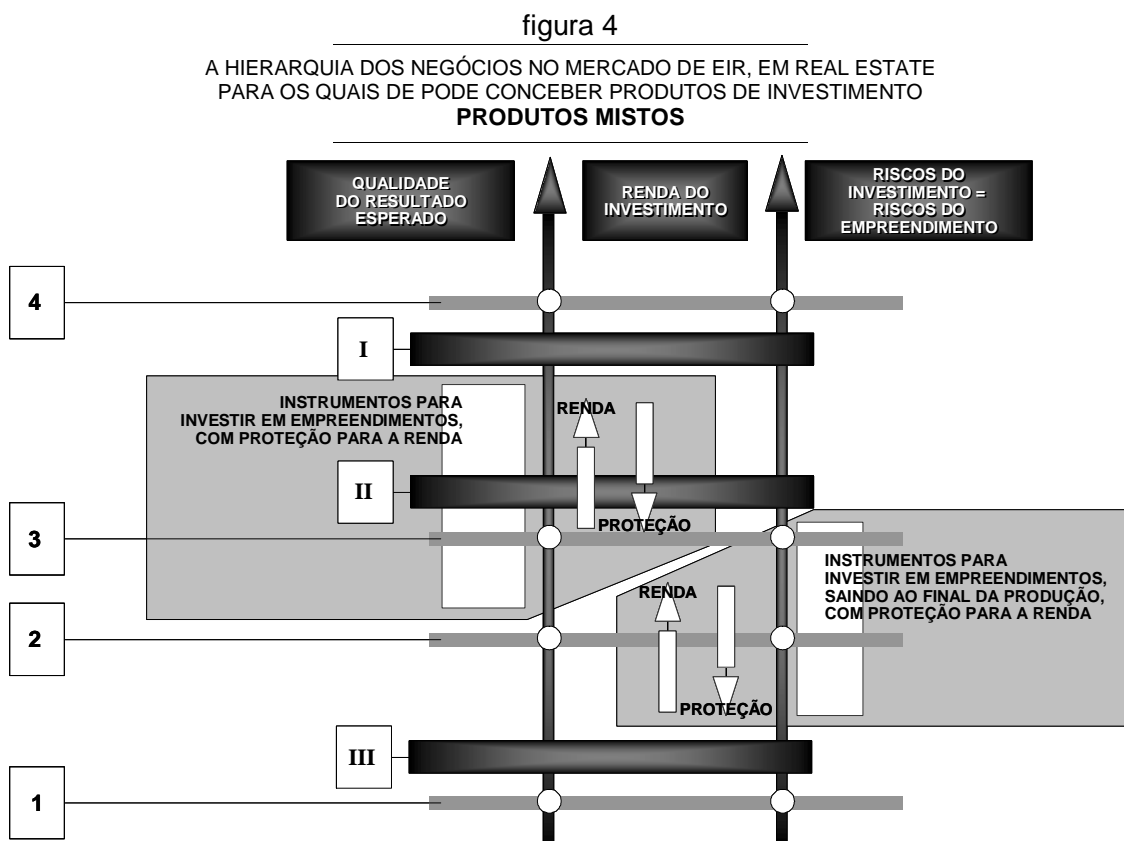 figura 4
A HIERARQUIA DOS NEGÓCIOS NO MERCADO DE EIR, EM REAL ESTATE
PARA OS QUAIS DE PODE CONCEBER PRODUTOS DE INVESTIMENTO
PRODUTOS MISTOS
QUALIDADE
DO RESULTADO
ESPERADO
RENDA DO
INVESTIMENTO
RISCOS DO
INVESTIMENTO =
RISCOS DO
EMPREENDIMENTO
4
I
INSTRUMENTOS PARA
INVESTIR EM EMPREENDIMENTOS,
COM PROTEÇÃO PARA A RENDA
RENDA
II
PROTEÇÃO
3
INSTRUMENTOS PARA
INVESTIR EM EMPREENDIMENTOS,
SAINDO AO FINAL DA PRODUÇÃO,
COM PROTEÇÃO PARA A RENDA
RENDA
2
PROTEÇÃO
III
1